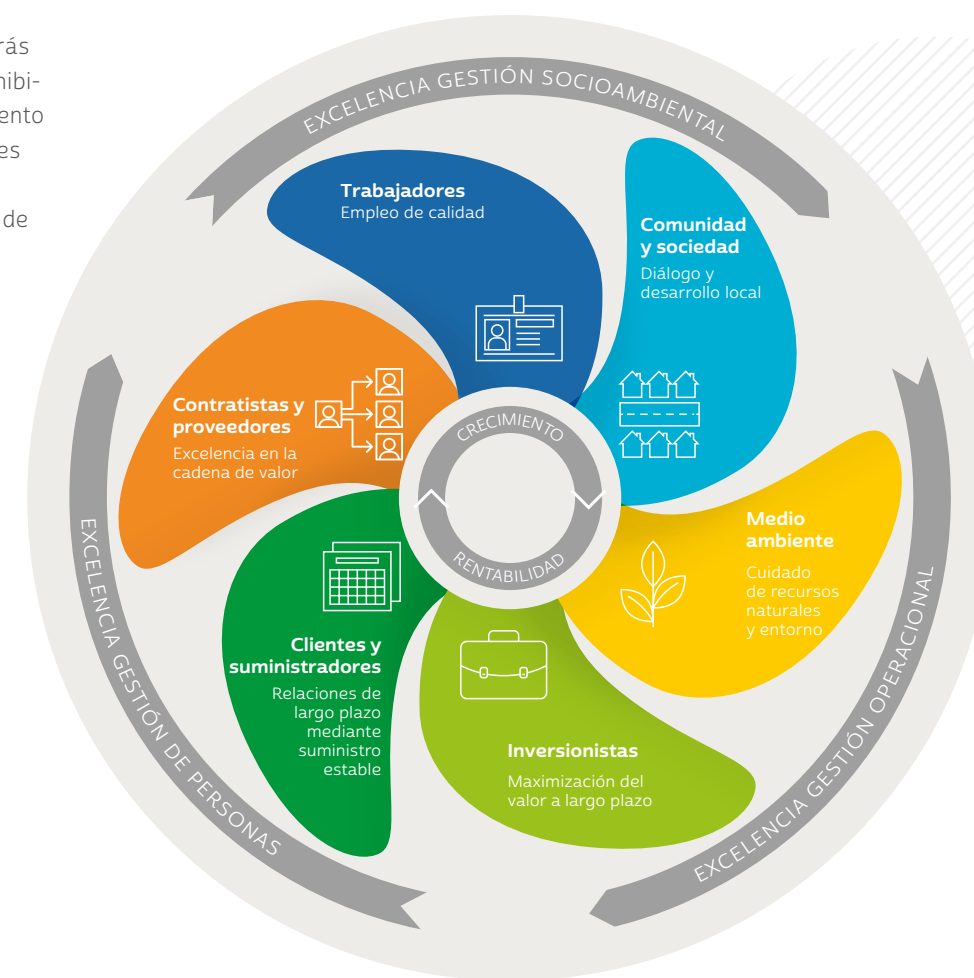 de
EXCELENCIA GESTIÓN SOCIOAMBIENTAL
Trabajadores
Empleo de calidad
Comunidad
y sociedad
Diálogo y
desarrollo local
Contratistas y
proveedores
Excelencia en la
cadena de valor
CRECIMIENTO
RENTABILIDAD
Medio
ambiente
Cuidado
de recursos
naturales
y entorno
Clientes y
suministradores
Relaciones de
largo plazo
mediante
suministro
estable
Inversionistas
Maximización del
valor a largo plazo
EXCELENCIA GESTIÓN DE PERSONAS
EXCELENCIA GESTIÓN OPERACIONAL